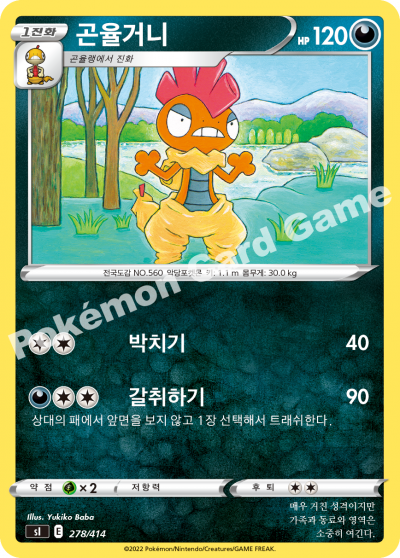 1진화
곤율거니
HP 120
곤율랭에서 진화
전국도감 NO.560 악당포켓몬 키: 1.1 m 몸무게: 30.0 kg
박치기 40
갈취하기 90
상대의 패에서 앞면을 보지 않고 1장 선택해서 트래쉬한다.
약점 ×2 저항력 후퇴
Illus. Yukiko Baba
sI E 278/414
매우 거친 성격이지만
가족과 동료와 영역은
소중히 여긴다.
©2022 Pokémon/Nintendo/Creatures/GAME FREAK.
Pokémon Card Game